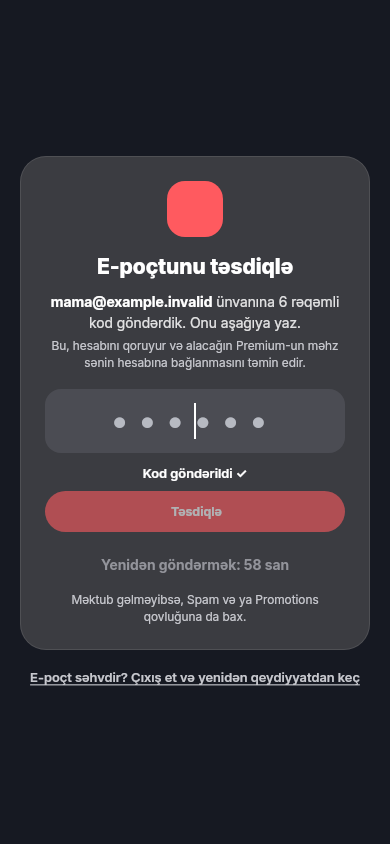 E-poçtunu təsdiqlə
mama@example.invalid ünvanına 6 rəqəmli
kod göndərdik. Onu aşağıya yaz.
Bu, hesabını qoruyur və alacağın Premium-un məhz
sənin hesabına bağlanmasını təmin edir.
••••••
Kod göndərildi ✓
Təsdiqlə
Yenidən göndərmək: 58 san
Məktub gəlməyibsə, Spam və ya Promotions
qovluğuna da bax.
E-poçt səhvdir? Çıxış et və yenidən qeydiyyatdan keç